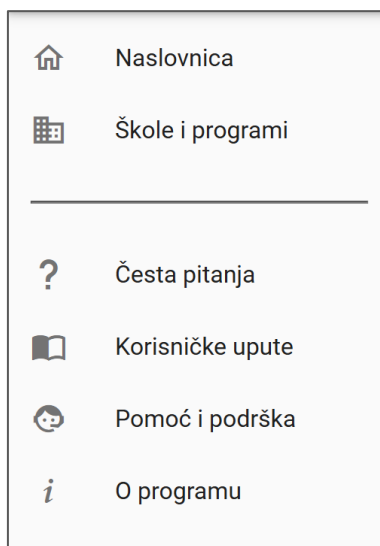 Naslovnica
Škole i programi
Česta pitanja
Korisničke upute
Pomoć i podrška
O programu